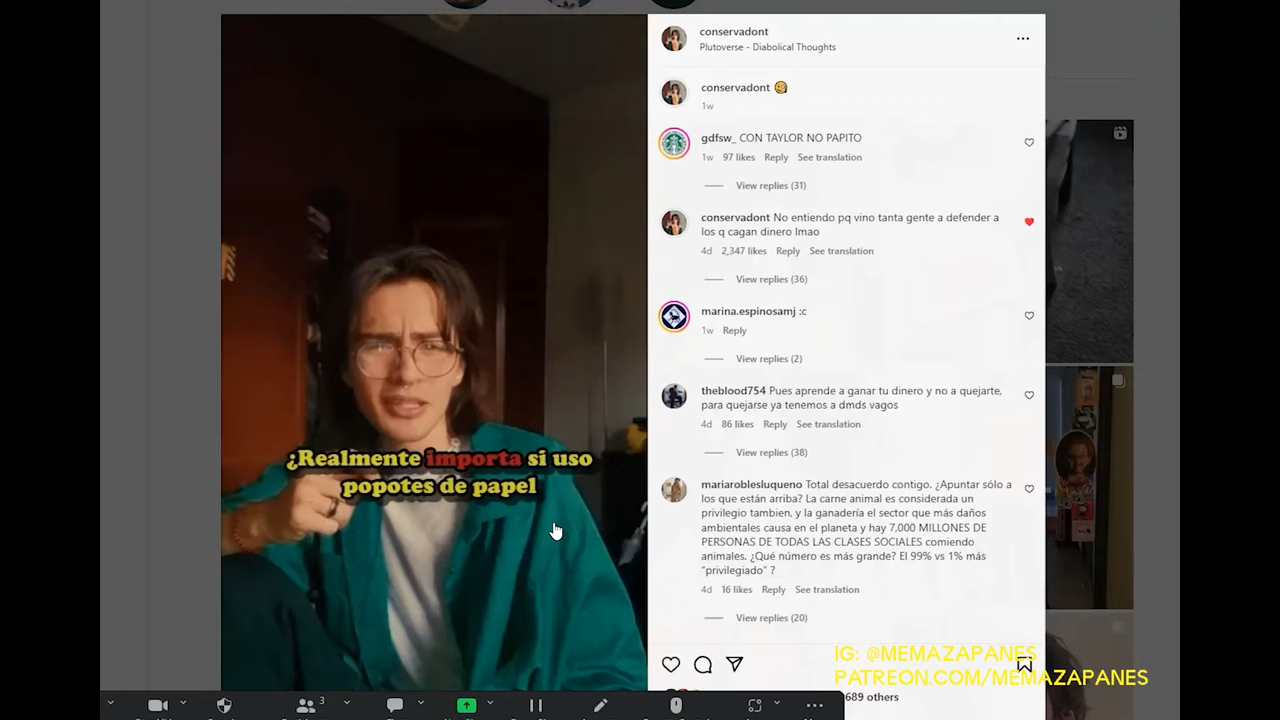 conservadont
Plutoverse - Diabolical Thoughts
conservadont
1w
gdfsw_ CON TAYLOR NO PAPITO
1w 97 likes Reply See translation
View replies (31)
conservadont No entiendo pq vino tanta gente a defender a
los q cagan dinero lmao
4d 2,347 likes Reply See translation
View replies (36)
marina.espinosamj :c
1w Reply
View replies (2)
theblood754 Pues aprende a ganar tu dinero y no a quejarte,
para quejarse ya tenemos a dmds vagos
4d 86 likes Reply See translation
View replies (38)
mariaroblesluqueno Total desacuerdo contigo. ¿Apuntar sólo a
los que están arriba? La carne animal es considerada un
privilegio tambien, y la ganadería el sector que más daños
ambientales causa en el planeta y hay 7,000 MILLONES DE
PERSONAS DE TODAS LAS CLASES SOCIALES comiendo
animales. ¿Qué número es más grande? El 99% vs 1% más
"privilegiado" ?
4d 16 likes Reply See translation
View replies (20)
¿Realmente importa si uso
popotes de papel
IG: @MEMAZAPANES
PATREON.COM/MEMAZAPANES
689 others
3